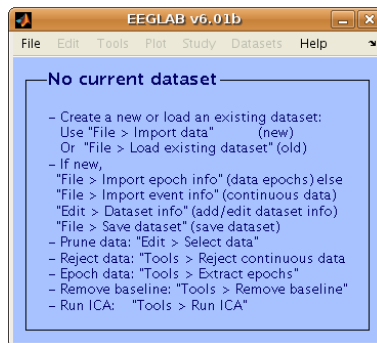 EEGLAB v6.01b
File Edit Tools Plot Study Datasets Help
No current dataset
- Create a new or load an existing dataset:
Use "File > Import data" (new)
Or "File > Load existing dataset" (old)
- If new,
"File > Import epoch info" (data epochs) else
"File > Import event info" (continuous data)
"Edit > Dataset info" (add/edit dataset info)
"File > Save dataset" (save dataset)
- Prune data: "Edit > Select data"
- Reject data: "Tools > Reject continuous data
- Epoch data: "Tools > Extract epochs"
- Remove baseline: "Tools > Remove baseline"
- Run ICA: "Tools > Run ICA"